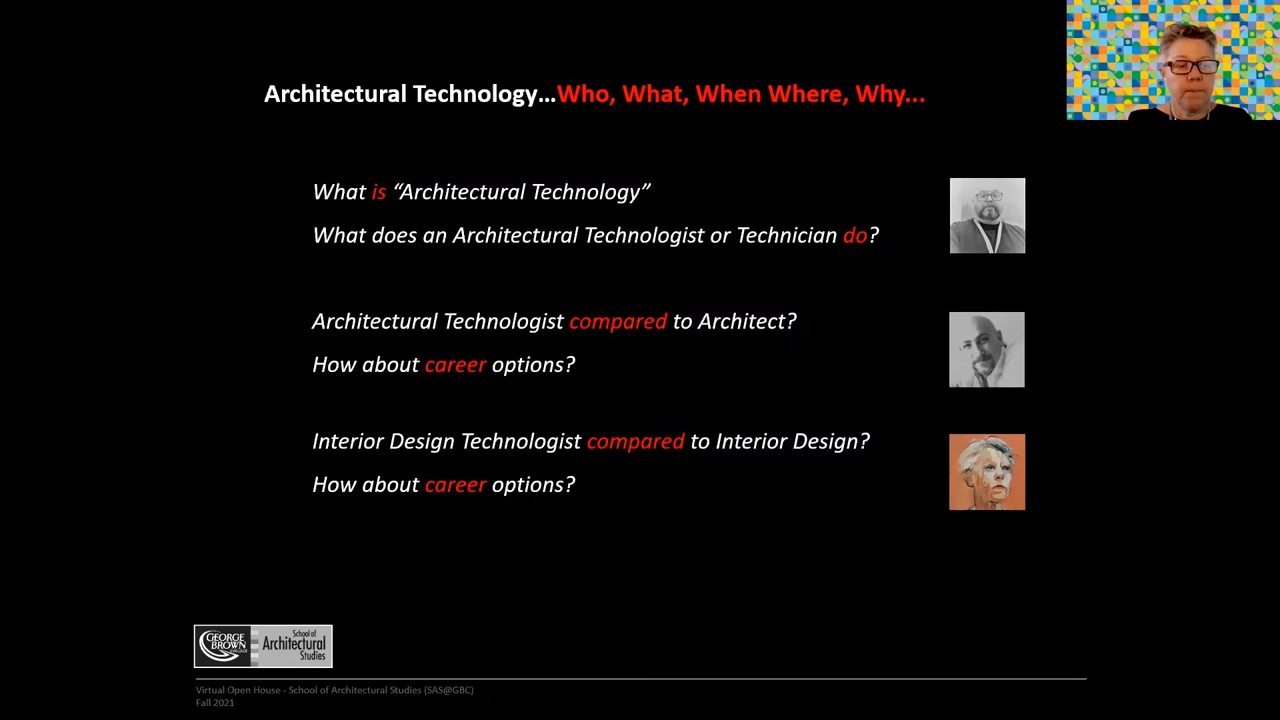 Architectural Technology...Who, What, When Where, Why...
What is “Architectural Technology”
What does an Architectural Technologist or Technician do?
Architectural Technologist compared to Architect?
How about career options?
Interior Design Technologist compared to Interior Design?
How about career options?
GEORGE
BROWN
COLLEGE
School of
Architectural
Studies
Virtual Open House - School of Architectural Studies (SAS@GBC)
Fall 2021